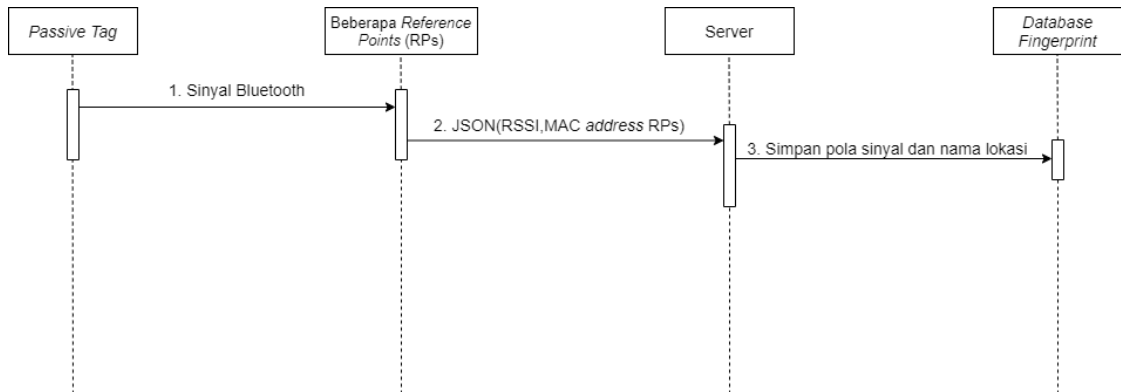 Passive Tag
Beberapa Reference
Points (RPs)
Server
Database
Fingerprint
1. Sinyal Bluetooth
2. JSON(RSSI,MAC address RPs)
3. Simpan pola sinyal dan nama lokasi